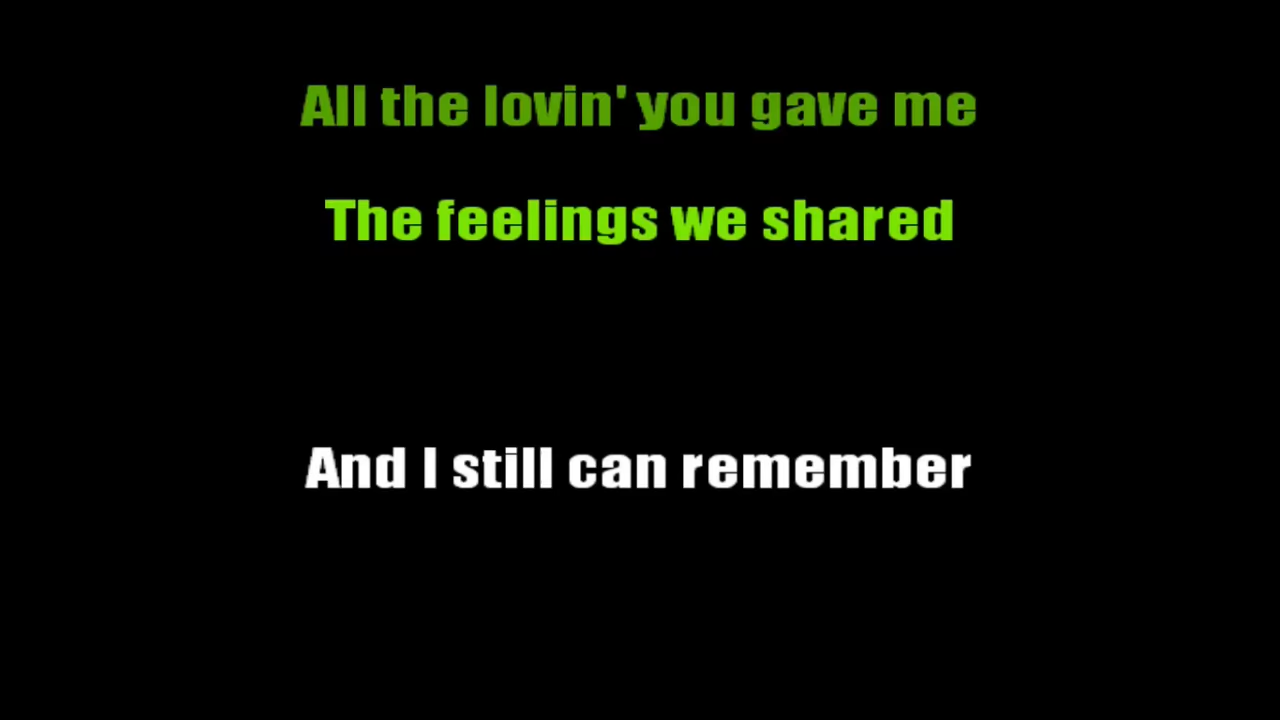 All the lovin' you gave me
The feelings we shared
And I still can remember